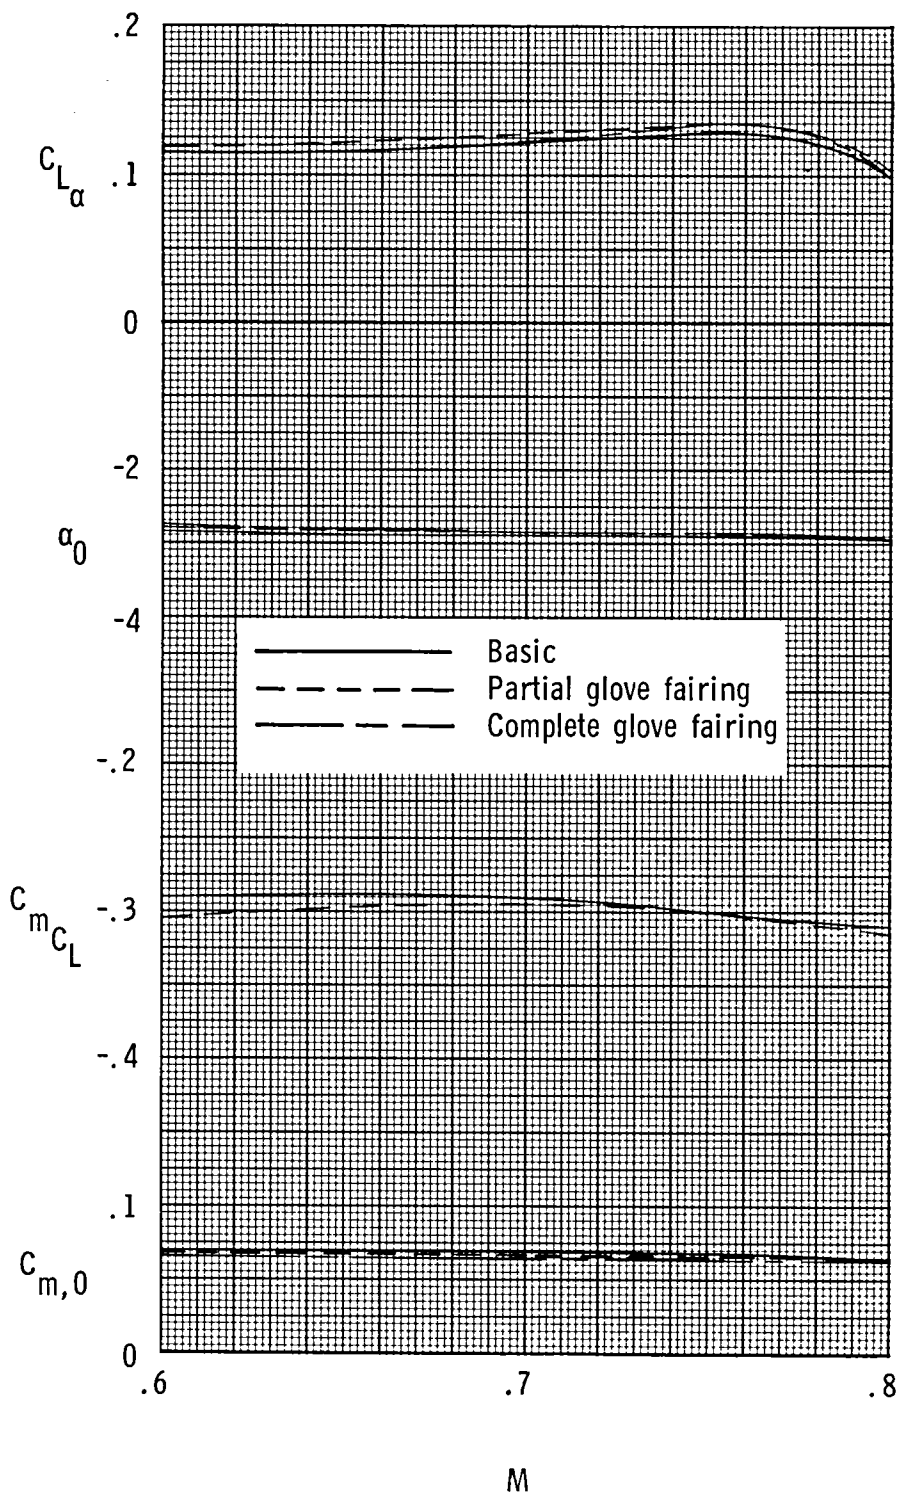 .2
C_Lα
.1
0
-2
α_0
-4
Basic
Partial glove fairing
Complete glove fairing
-.2
C_m_C_L
-.3
-.4
.1
C_m,0
0
.6 .7 .8
M